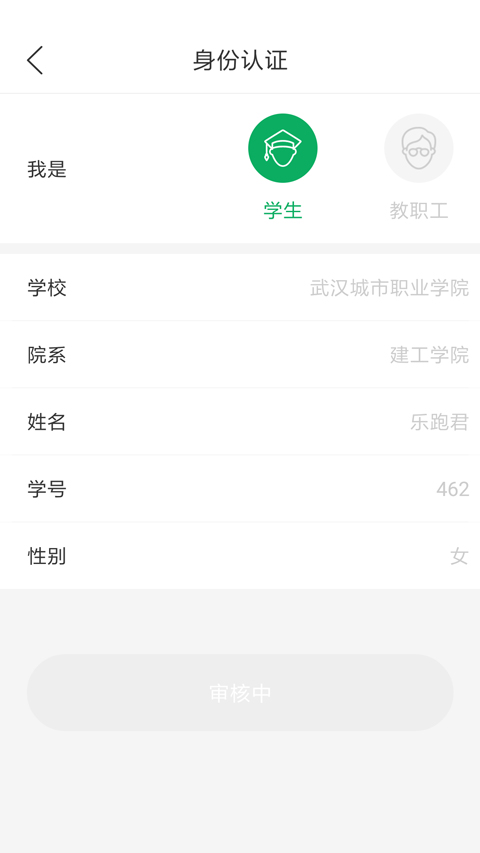 身份认证
我是
学生 教职工
学校 武汉城市职业学院
院系 建工学院
姓名 乐跑君
学号 462
性别 女
审核中